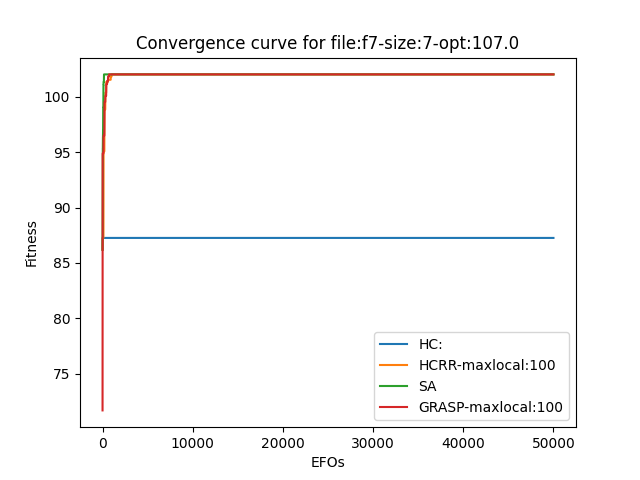 Convergence curve for file:f7-size:7-opt:107.0
Fitness
100
95
90
85
80
75
0
10000
20000
30000
40000
50000
EFOs
HC:
HCRR-maxlocal:100
SA
GRASP-maxlocal:100